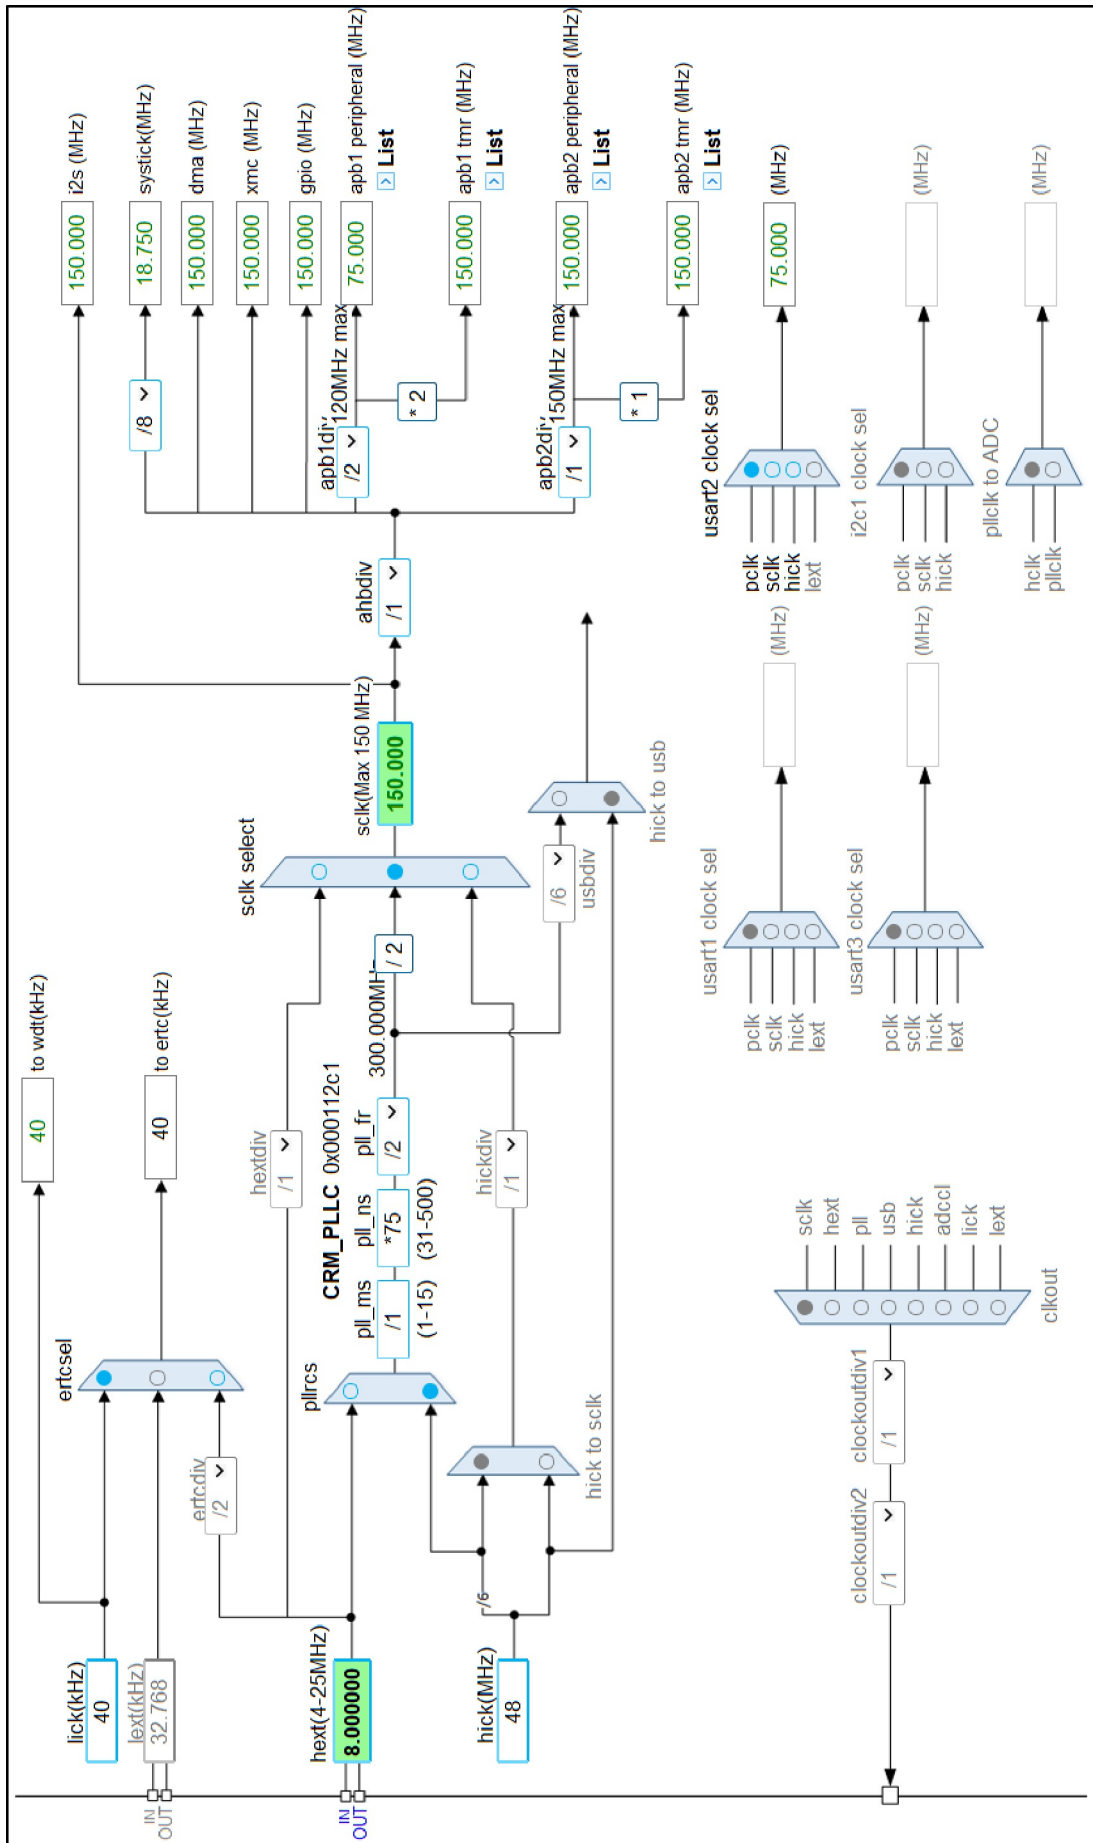 lick(kHz)
40
40
to wdt(kHz)
IN
OUT
lext(kHz)
32.768
ertcsel
40
to ertc(kHz)
ertcdiv
/2
hextdiv
/1
IN
OUT
hext(4-25MHz)
8.000000
pllrcs
CRM_PLLC 0x000112c1
pll_ms
/1
(1-15)
pll_ns
*75
(31-500)
pll_fr
/2
300.000MHz
/ 2
sclk select
sclk(Max 150 MHz)
150.000
hick(MHz)
48
/6
hick to sclk
hickdiv
/1
usbdiv
/6
hick to usb
ahbdiv
/1
150.000
i2s (MHz)
/8
18.750
systick(MHz)
150.000
dma (MHz)
150.000
xmc (MHz)
150.000
gpio (MHz)
apb1div
/2
120MHz max
75.000
apb1 peripheral (MHz)
> List
* 2
150.000
apb1 tmr (MHz)
> List
apb2div
/1
150MHz max
150.000
apb2 peripheral (MHz)
> List
* 1
150.000
apb2 tmr (MHz)
> List
clockoutdiv2
/1
clockoutdiv1
/1
clkout
sclk
hext
pll
usb
hick
adccl
lick
lext
usart1 clock sel
pclk
sclk
hick
lext
(MHz)
usart2 clock sel
pclk
sclk
hick
lext
75.000
(MHz)
usart3 clock sel
pclk
sclk
hick
lext
(MHz)
i2c1 clock sel
pclk
sclk
hick
(MHz)
pllclk to ADC
hclk
pllclk
(MHz)